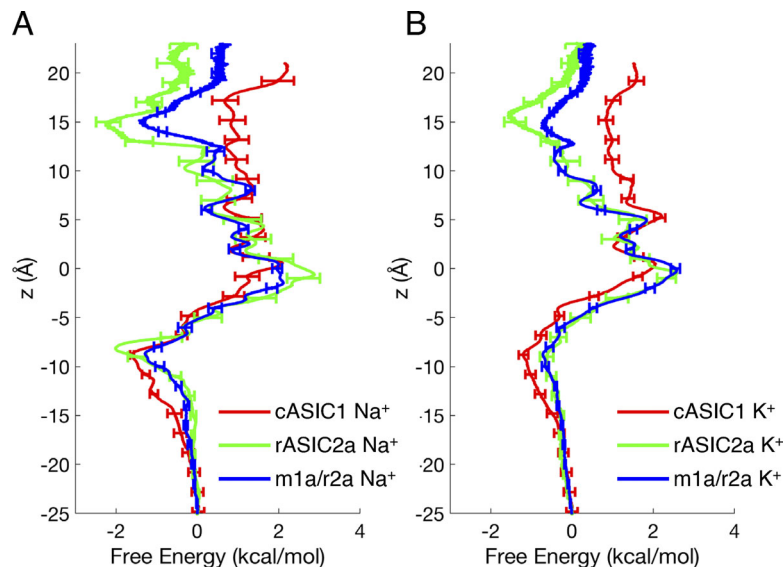 A
B
z (Å)
20
15
10
5
0
-5
-10
-15
-20
-25
cASIC1 Na⁺
rASIC2a Na⁺
m1a/r2a Na⁺
-2
0
2
4
Free Energy (kcal/mol)
z (Å)
20
15
10
5
0
-5
-10
-15
-20
-25
cASIC1 K⁺
rASIC2a K⁺
m1a/r2a K⁺
-2
0
2
4
Free Energy (kcal/mol)